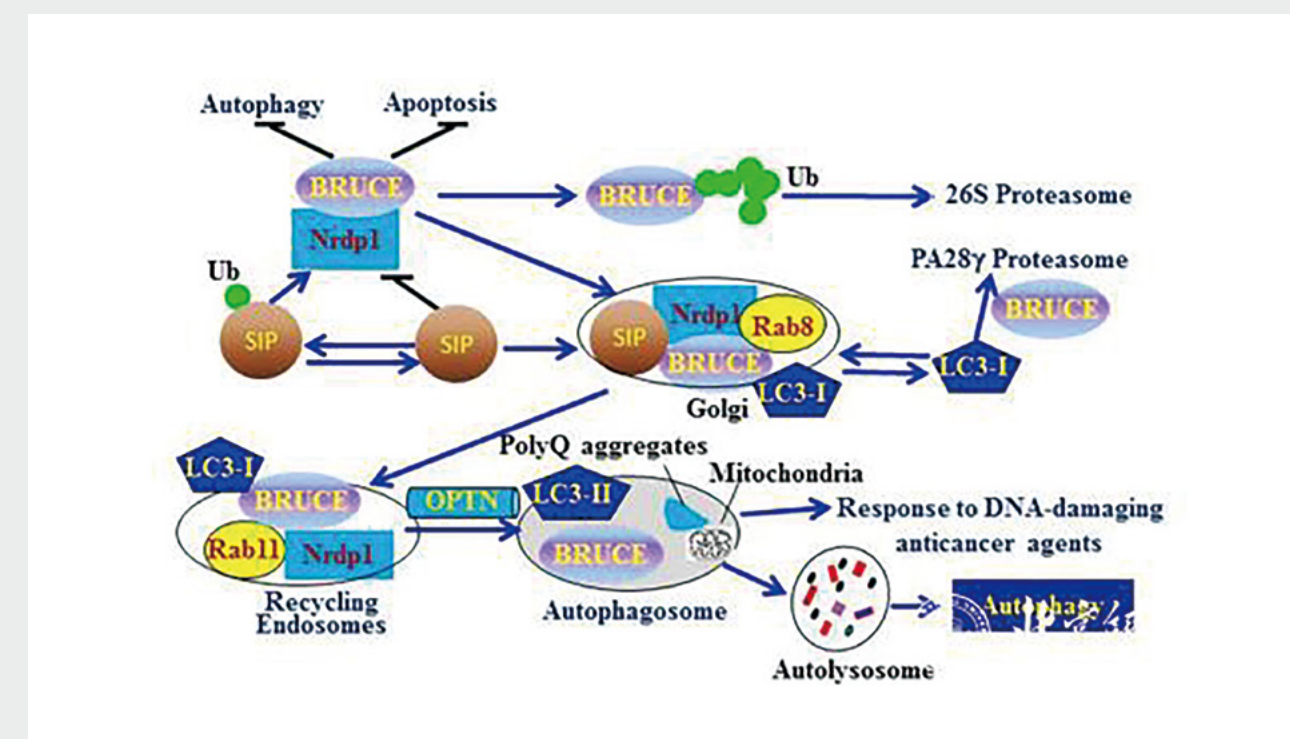 Autophagy
Apoptosis
BRUCE
Nrdp1
BRUCE
Ub
26S Proteasome
Ub
SIP
SIP
PA28γ Proteasome
BRUCE
SIP
Nrdp1
Rab8
BRUCE
LC3-I
LC3-I
Golgi
PolyQ aggregates
Mitochondria
LC3-I
BRUCE
OPTN
LC3-II
Rab11
Nrdp1
BRUCE
Response to DNA-damaging
anticancer agents
Recycling
Endosomes
Autophagosome
Autophagy
Autolysosome